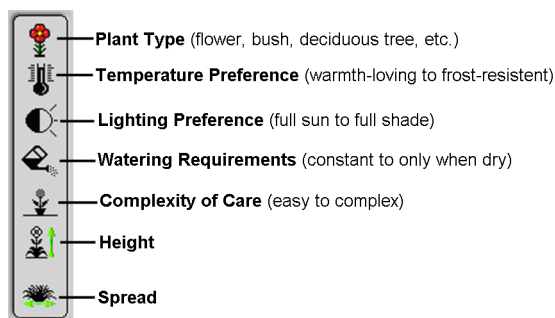 Plant Type (flower, bush, deciduous tree, etc.)
Temperature Preference (warmth-loving to frost-resistent)
Lighting Preference (full sun to full shade)
Watering Requirements (constant to only when dry)
Complexity of Care (easy to complex)
Height
Spread